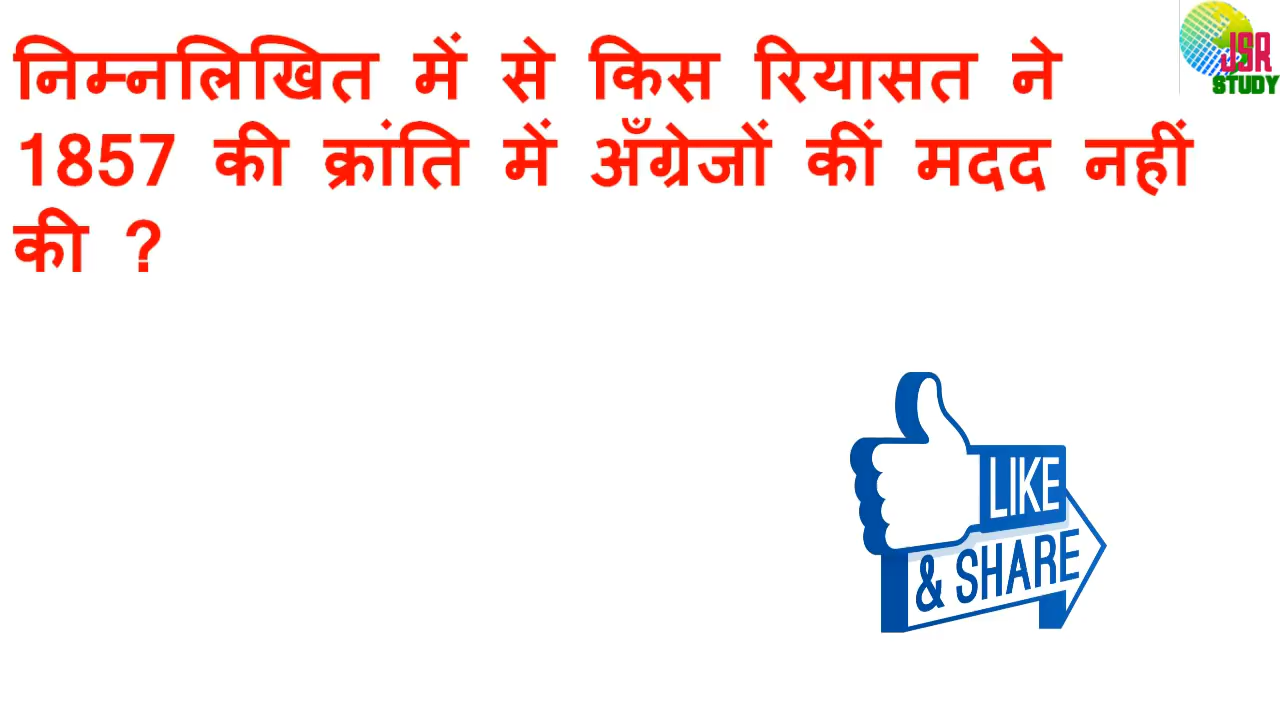 JSR
STUDY
निम्नलिखित में से किस रियासत ने
1857 की क्रांति में अँग्रेजों कीं मदद नहीं
की ?
LIKE
& SHARE